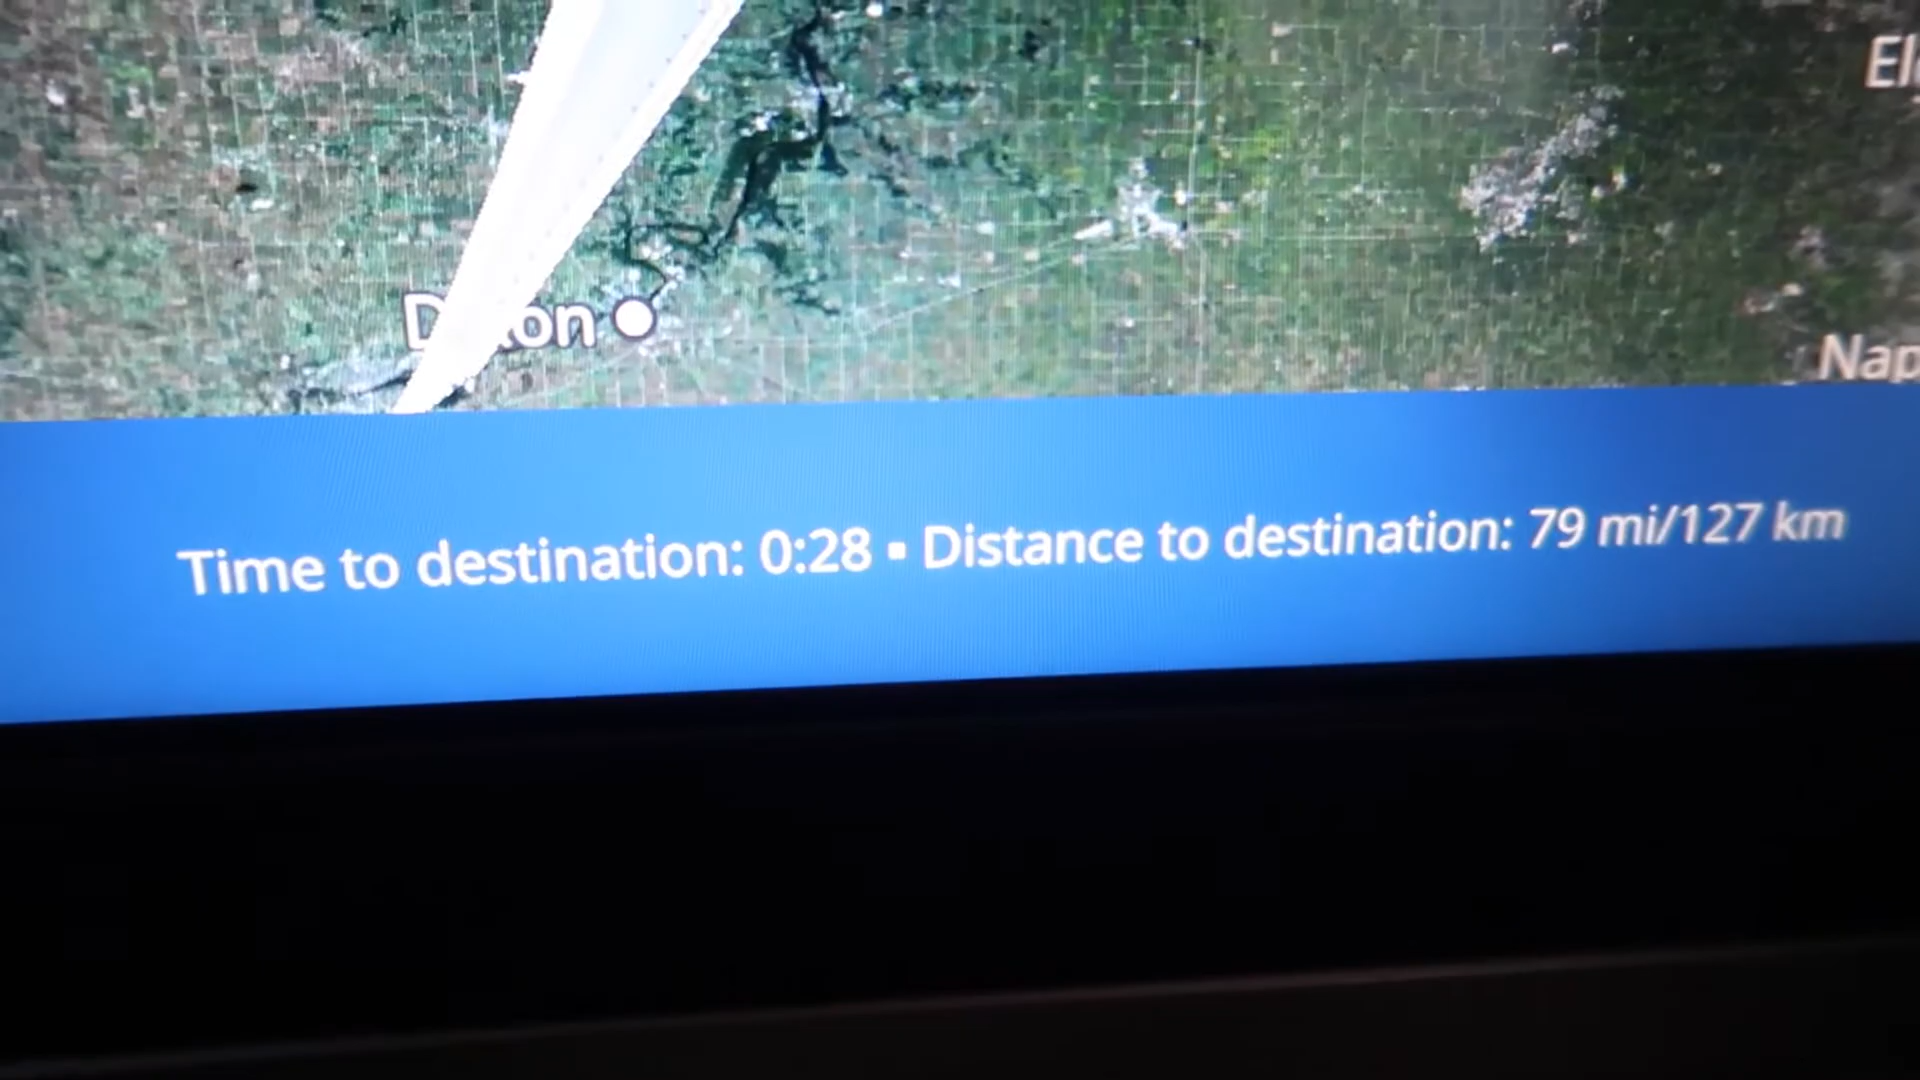 Time to destination: 0:28 ▪ Distance to destination: 79 mi/127 km